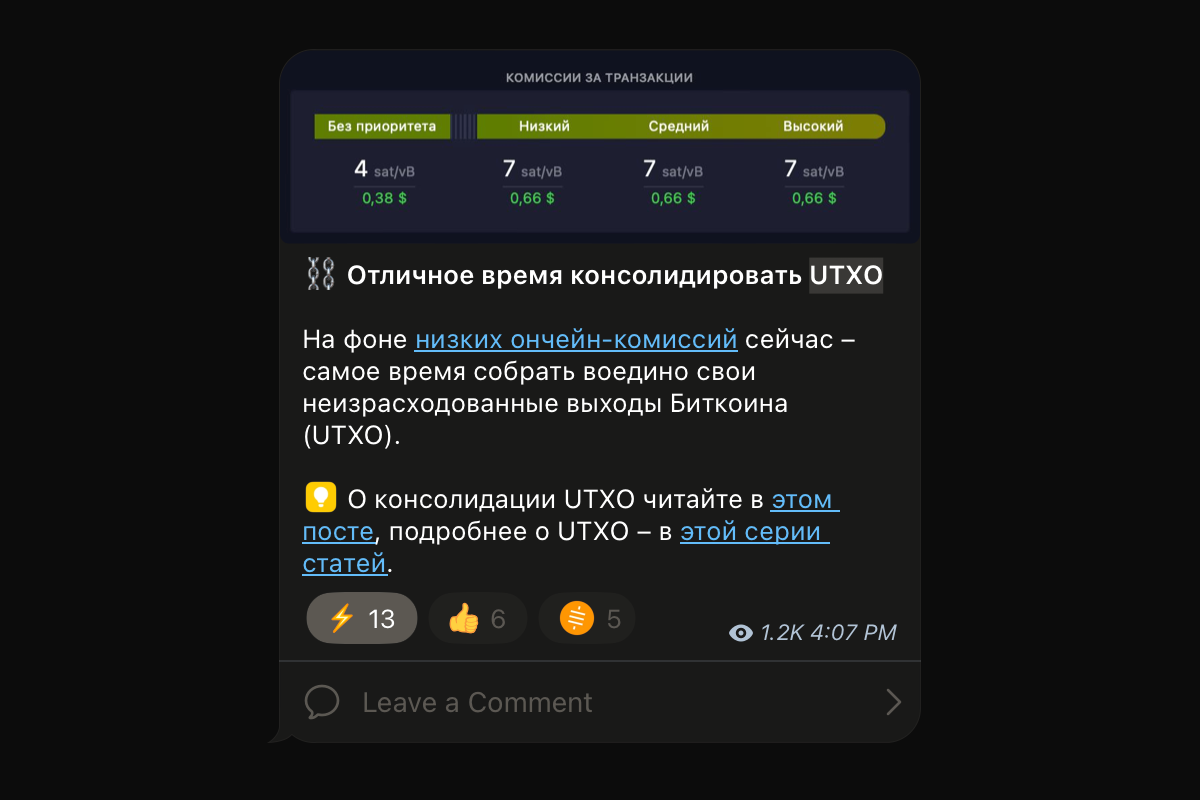 КОМИССИИ ЗА ТРАНЗАКЦИИ
Без приоритета Низкий Средний Высокий
4 sat/vB 7 sat/vB 7 sat/vB 7 sat/vB
0,38 $ 0,66 $ 0,66 $ 0,66 $
⛓ Отличное время консолидировать UTXO
На фоне низких ончейн-комиссий сейчас –
самое время собрать воедино свои
неизрасходованные выходы Биткоина
(UTXO).
💡 О консолидации UTXO читайте в этом
посте, подробнее о UTXO – в этой серии
статей.
⚡ 13 👍 6 5
1.2K 4:07 PM
Leave a Comment